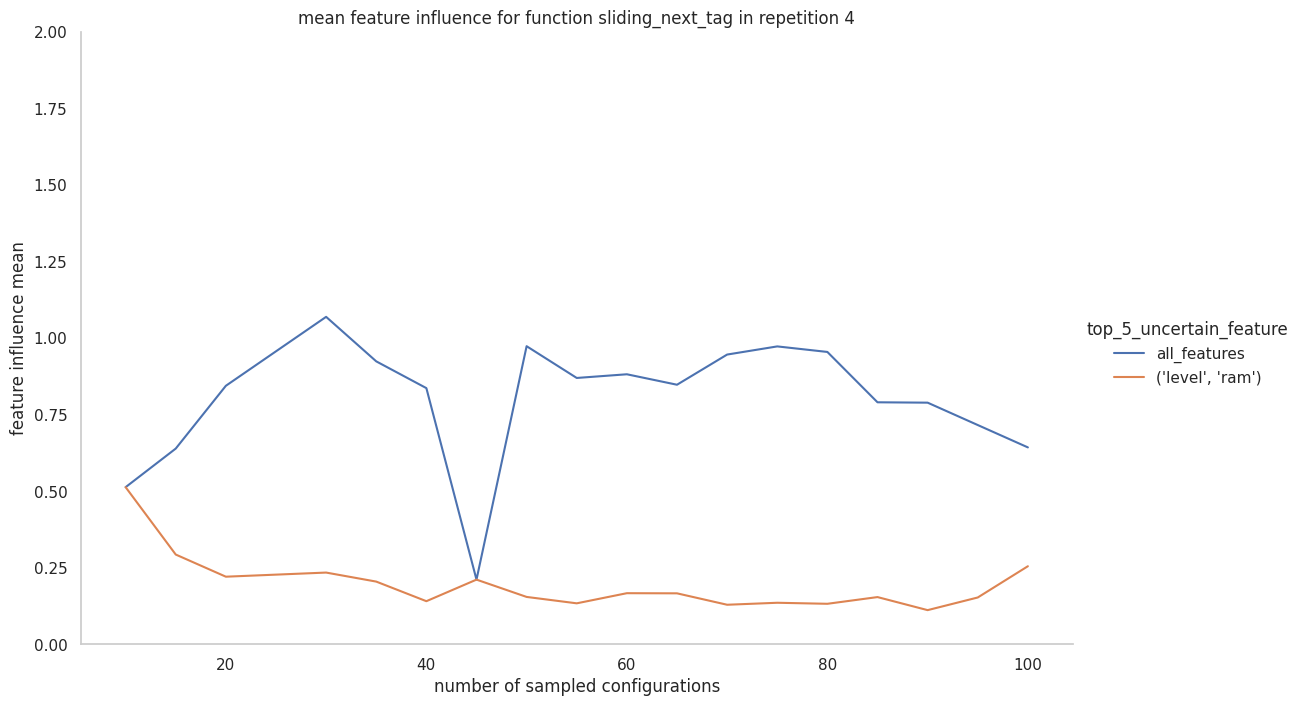 mean feature influence for function sliding_next_tag in repetition 4
2.00
1.75
1.50
1.25
1.00
0.75
0.50
0.25
0.00
feature influence mean
20
40
60
80
100
number of sampled configurations
top_5_uncertain_feature
all_features
('level', 'ram')